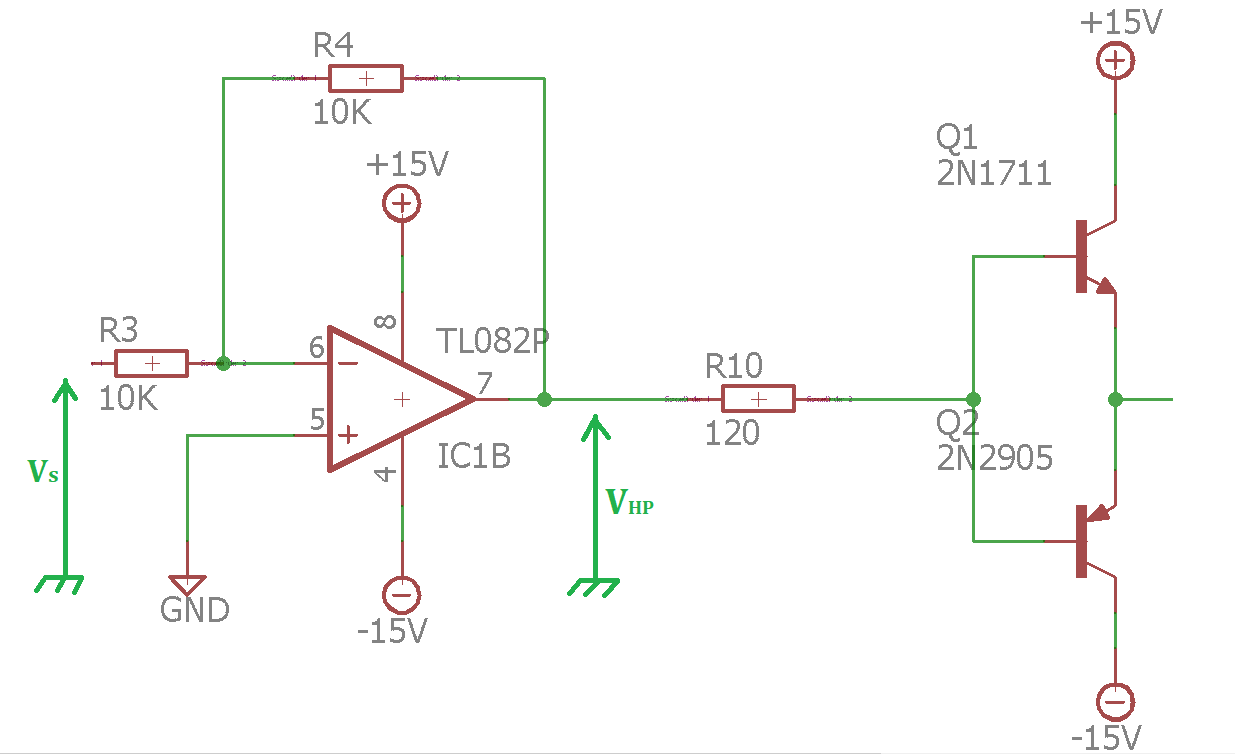 +15V
R4
10K
+15V
Q1
2N1711
8
TL082P
R3
6
-
10K
7
R10
5
+
120
Q2
IC1B
2N2905
4
Vs
VHP
GND
-15V
-15V